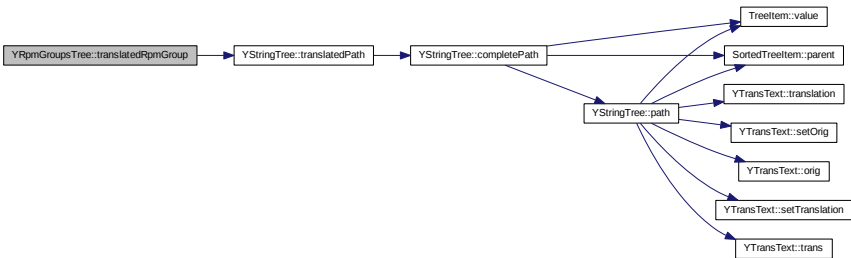 YRpmGroupsTree::translatedRpmGroup
YStringTree::translatedPath
YStringTree::completePath
TreeItem::value
SortedTreeItem::parent
YStringTree::path
YTransText::translation
YTransText::setOrig
YTransText::orig
YTransText::setTranslation
YTransText::trans